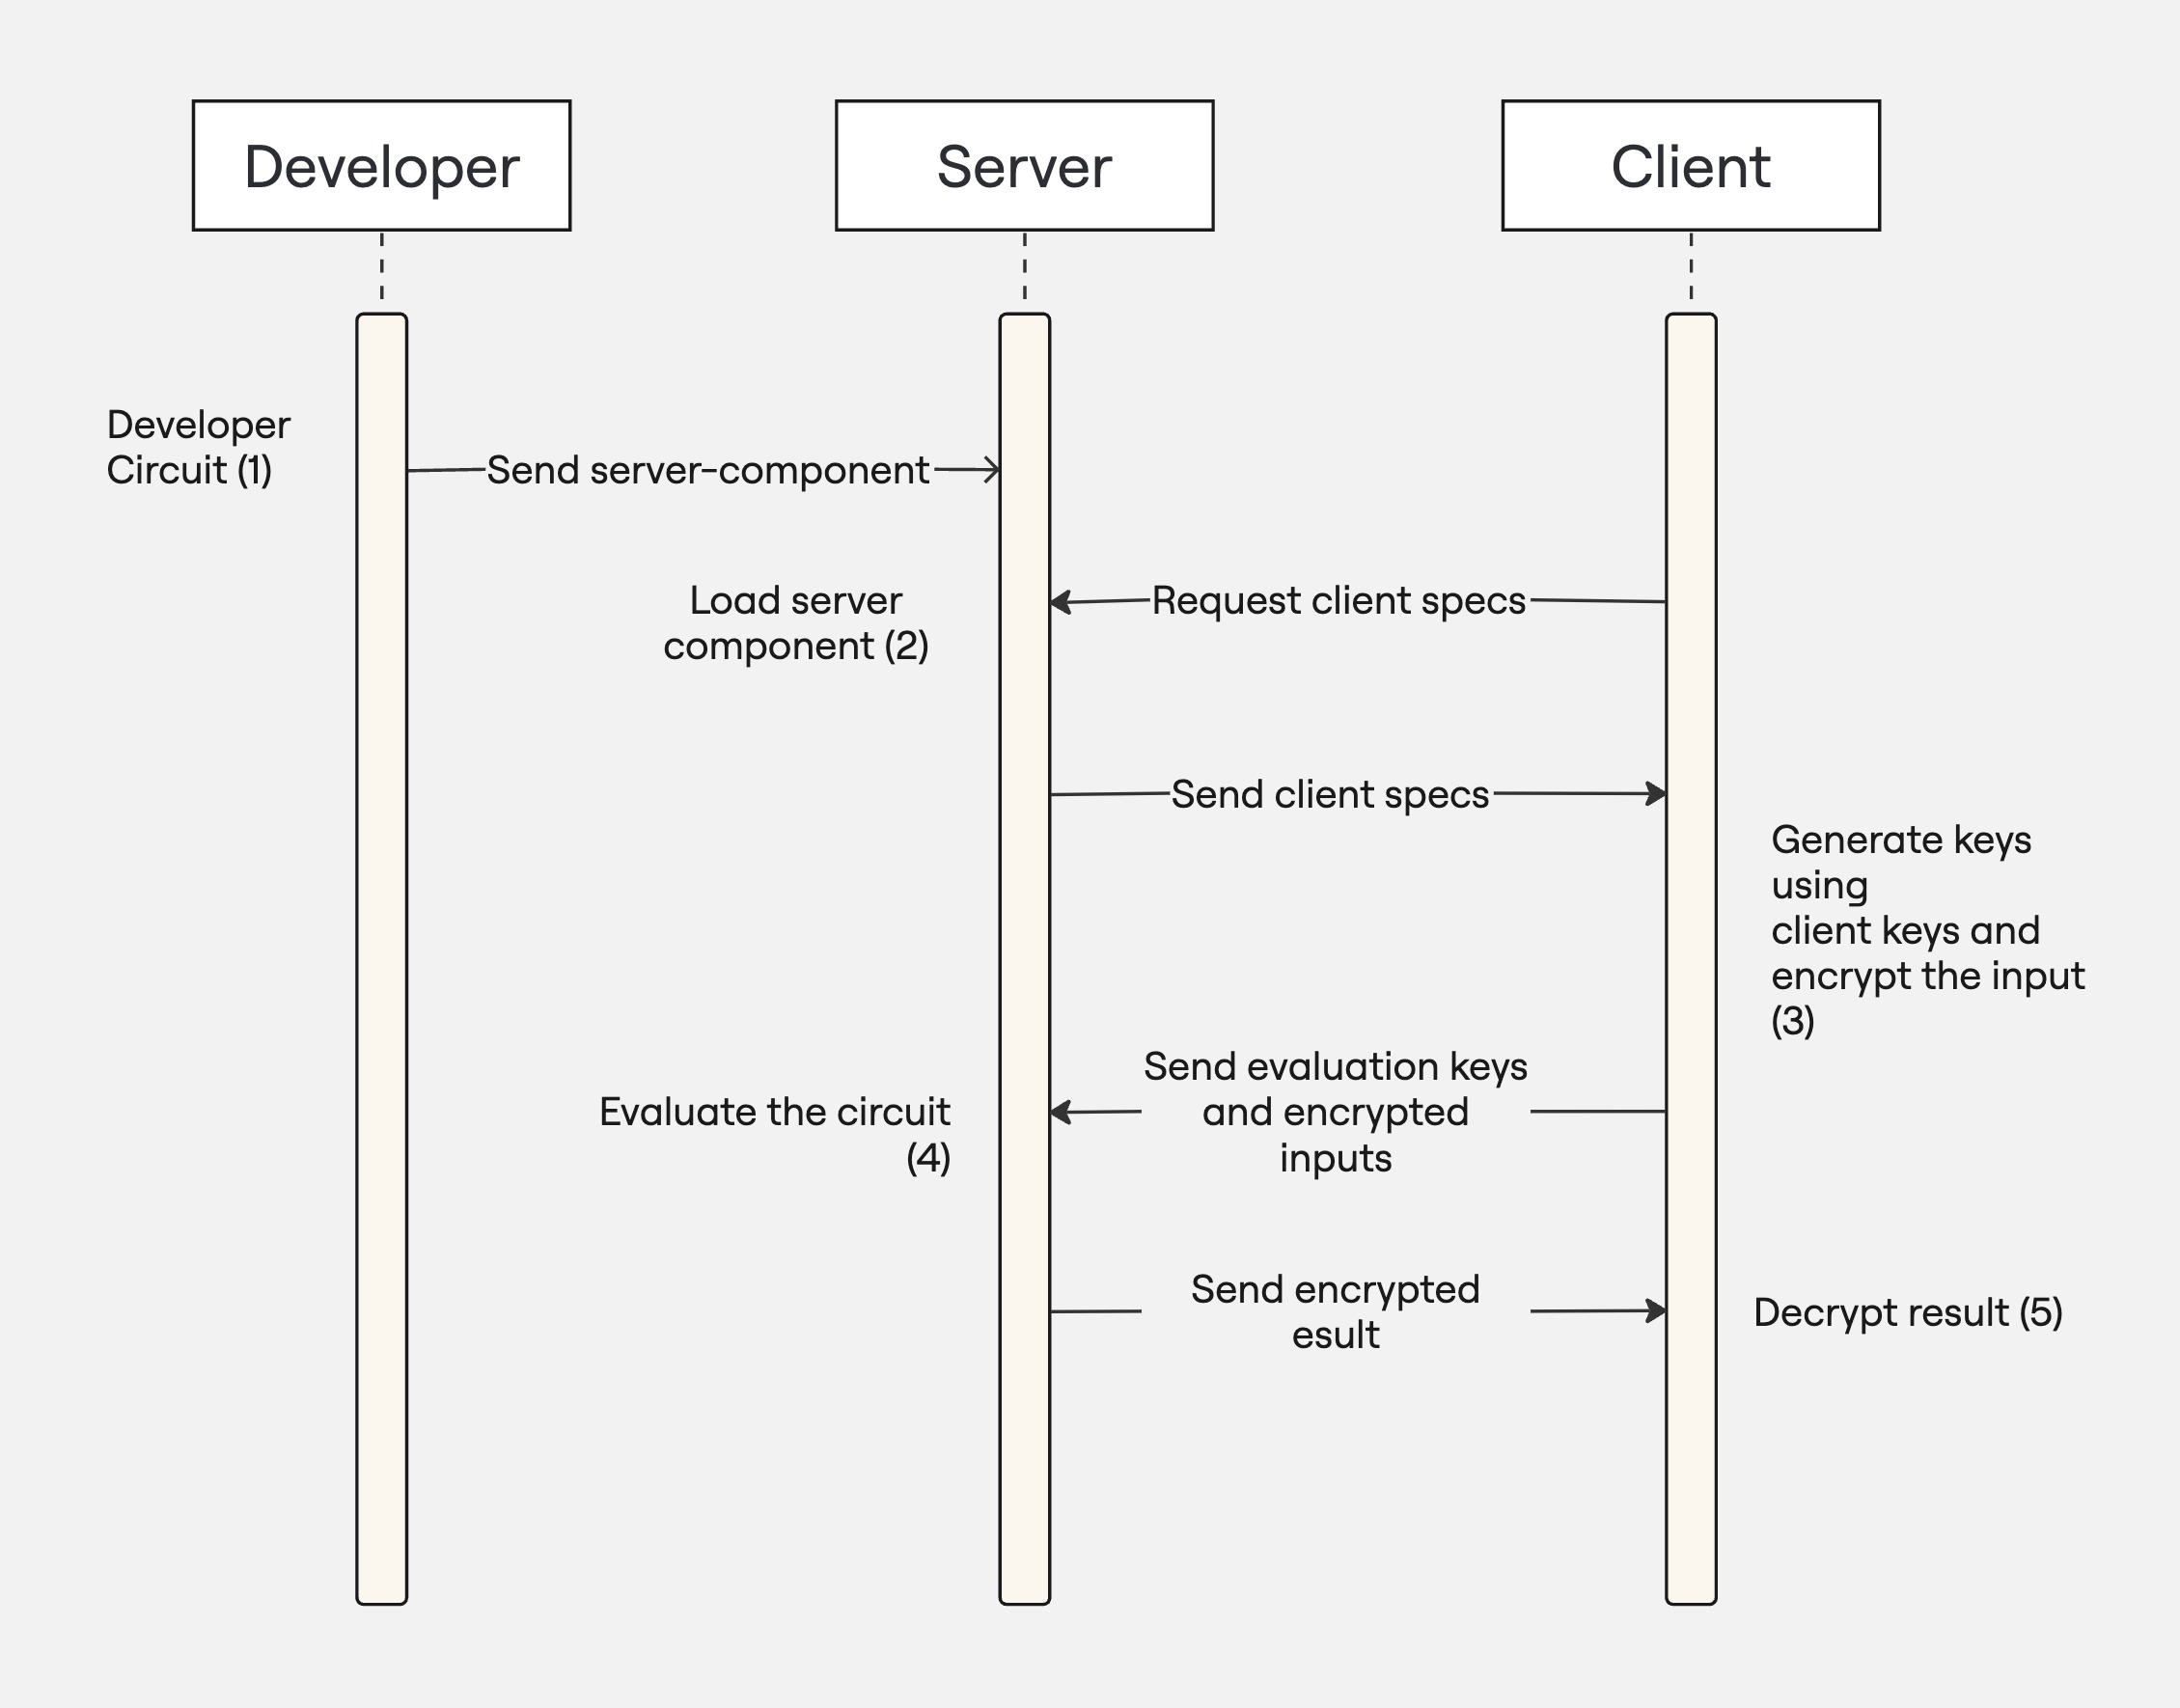 Developer
Server
Client
Developer
Circuit (1)
Send server-component
Load server
component (2)
Request client specs
Send client specs
Generate keys
using
client keys and
encrypt the input
(3)
Send evaluation keys
and encrypted
inputs
Evaluate the circuit
(4)
Send encrypted
esult
Decrypt result (5)